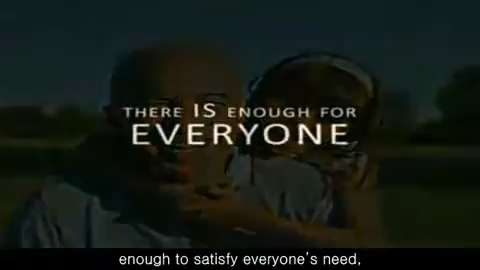 THERE IS ENOUGH FOR
EVERYONE
enough to satisfy everyone's need,